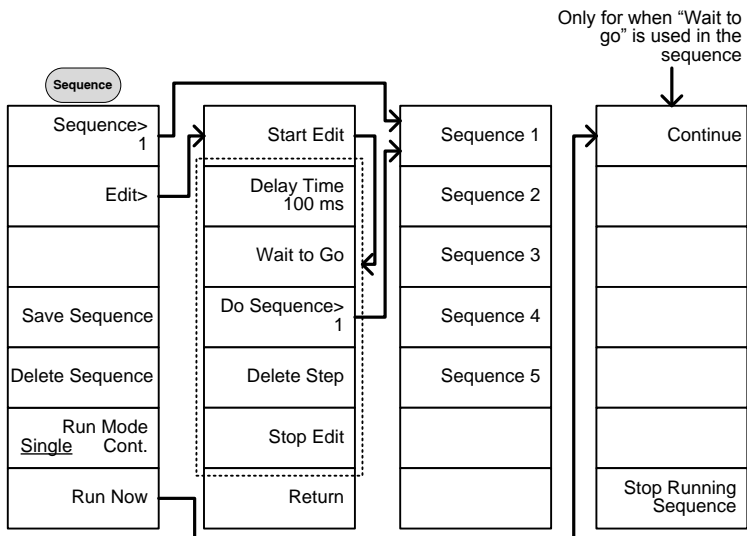 Only for when “Wait to
go” is used in the
sequence
Sequence
Sequence>
1
Edit>
Save Sequence
Delete Sequence
Run Mode
Single Cont.
Run Now
Start Edit
Delay Time
100 ms
Wait to Go
Do Sequence>
1
Delete Step
Stop Edit
Return
Sequence 1
Sequence 2
Sequence 3
Sequence 4
Sequence 5
Continue
Stop Running
Sequence